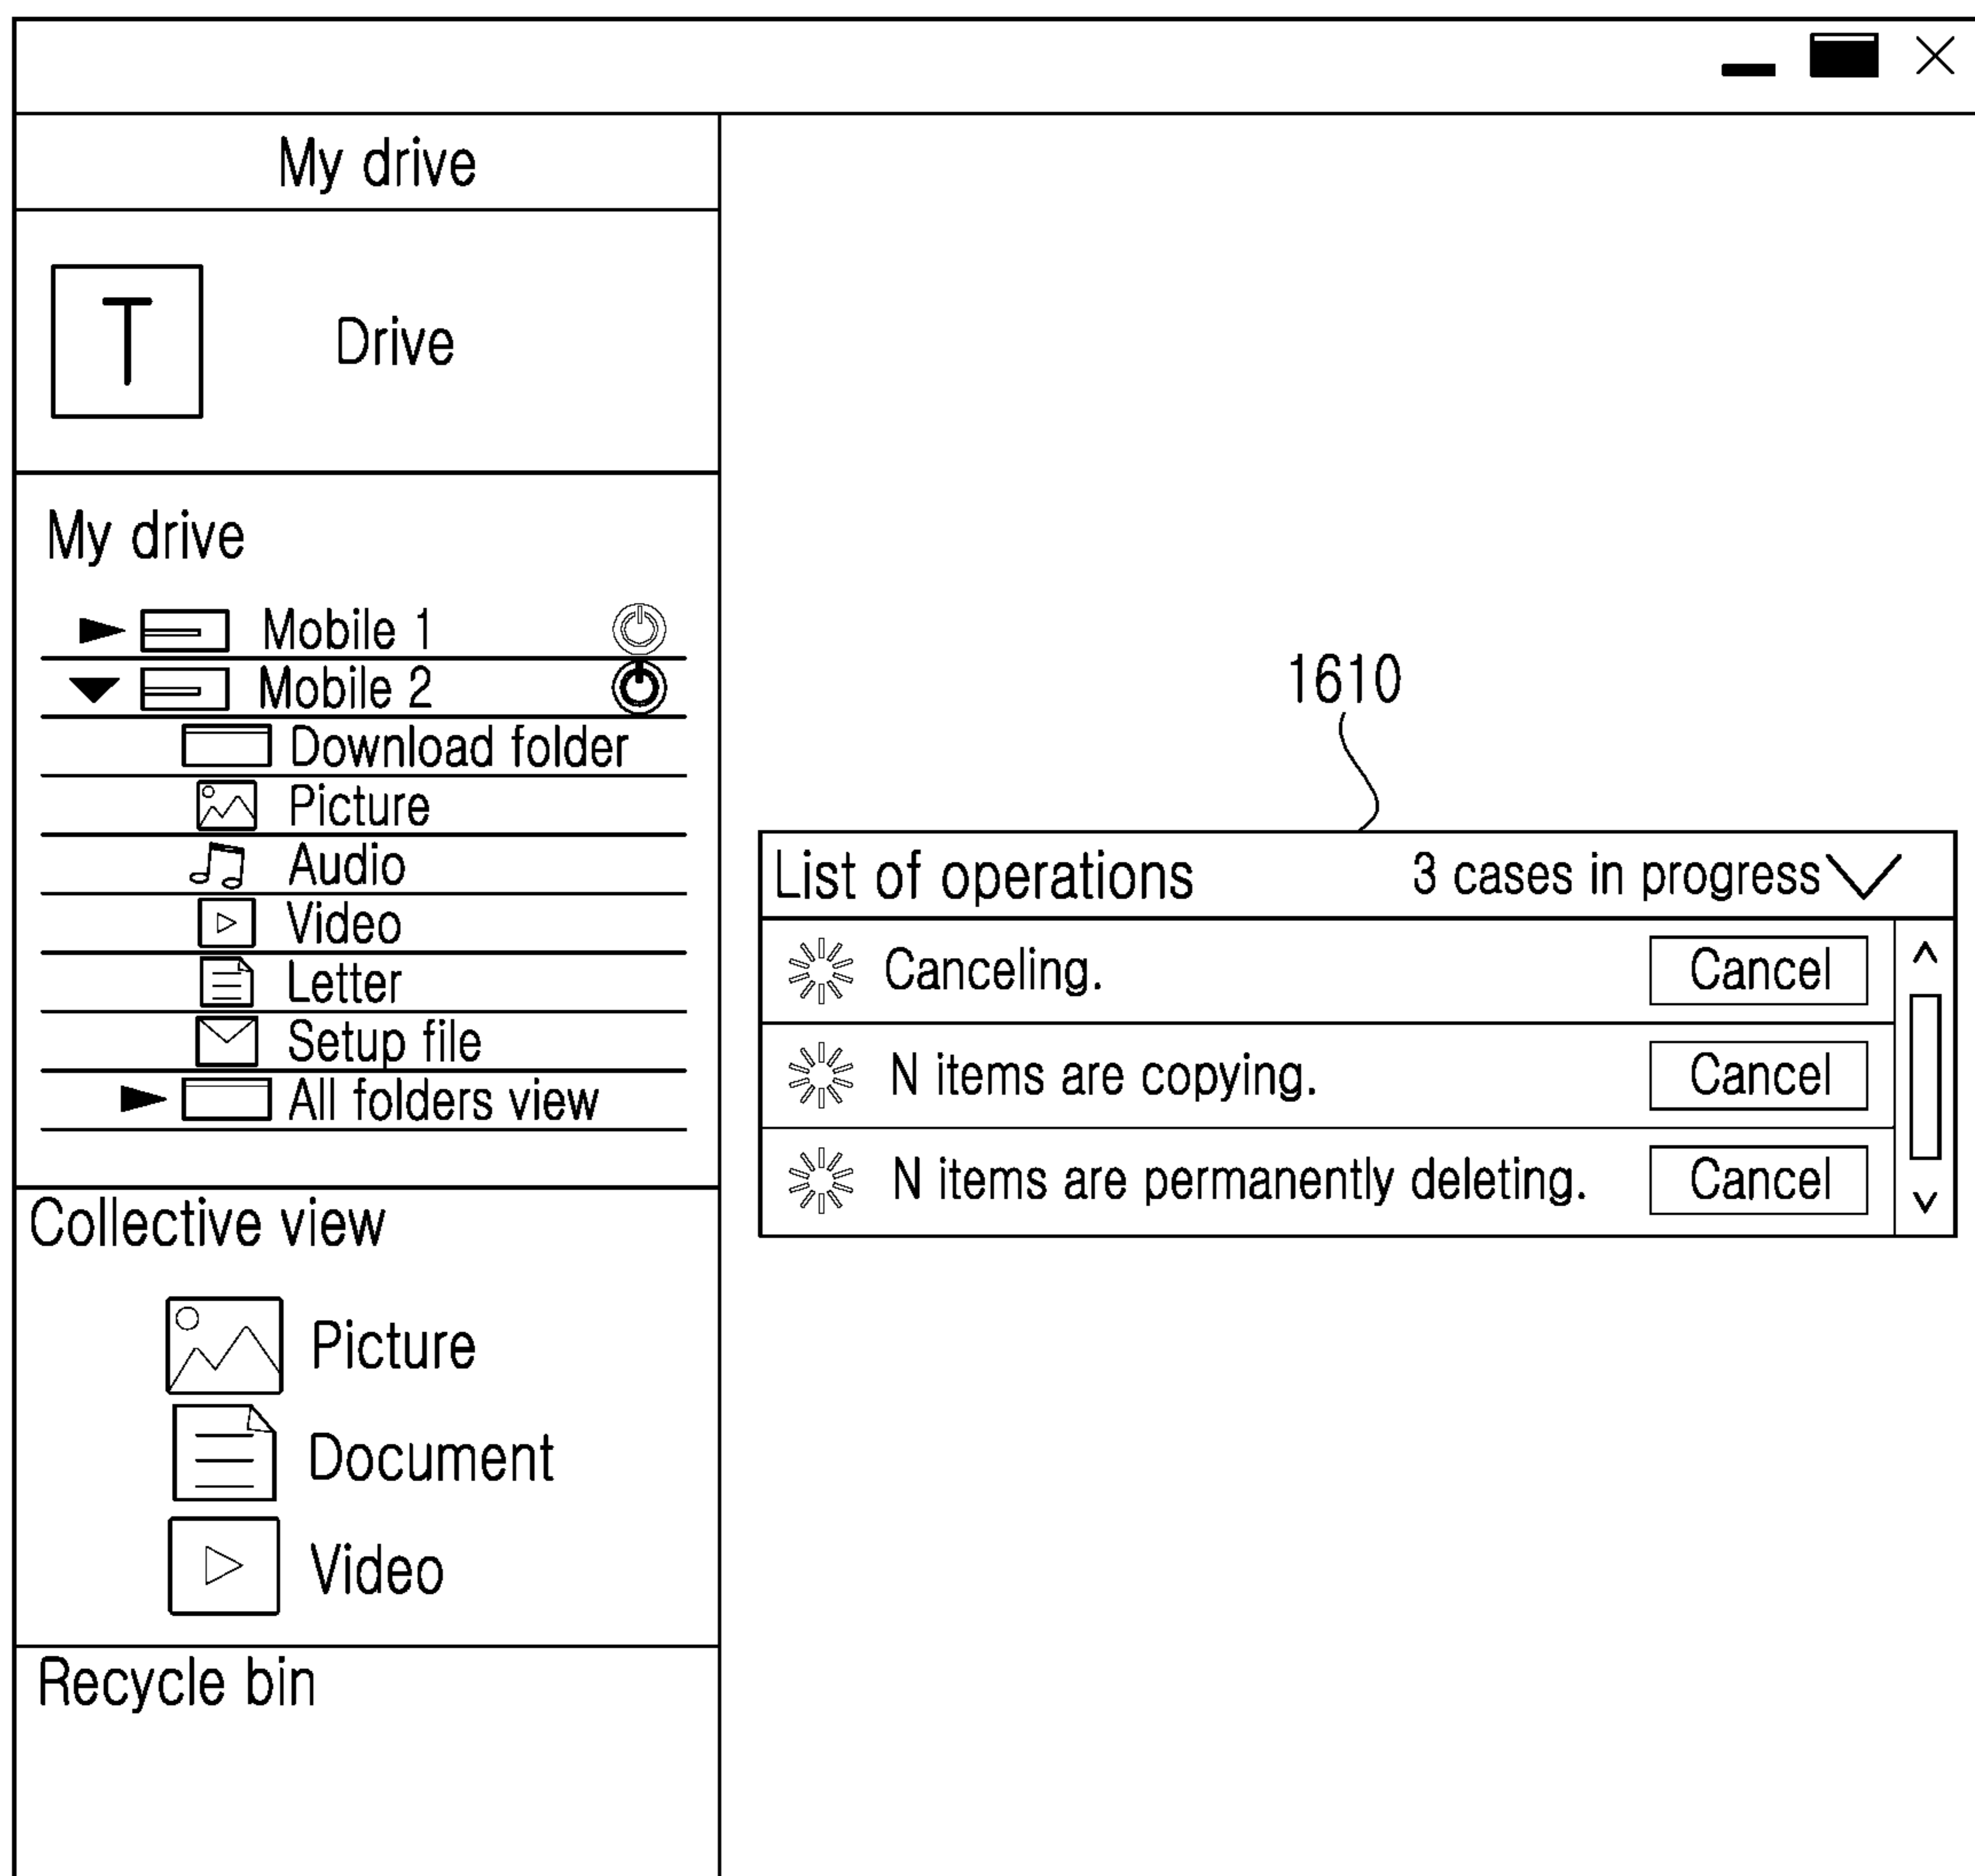 My drive
T
Drive
My drive
Mobile 1
Mobile 2
Download folder
Picture
Audio
Video
Letter
Setup file
All folders view
Collective view
Picture
Document
Video
Recycle bin
1610
List of operations 3 cases in progress
Canceling. Cancel
N items are copying. Cancel
N items are permanently deleting. Cancel